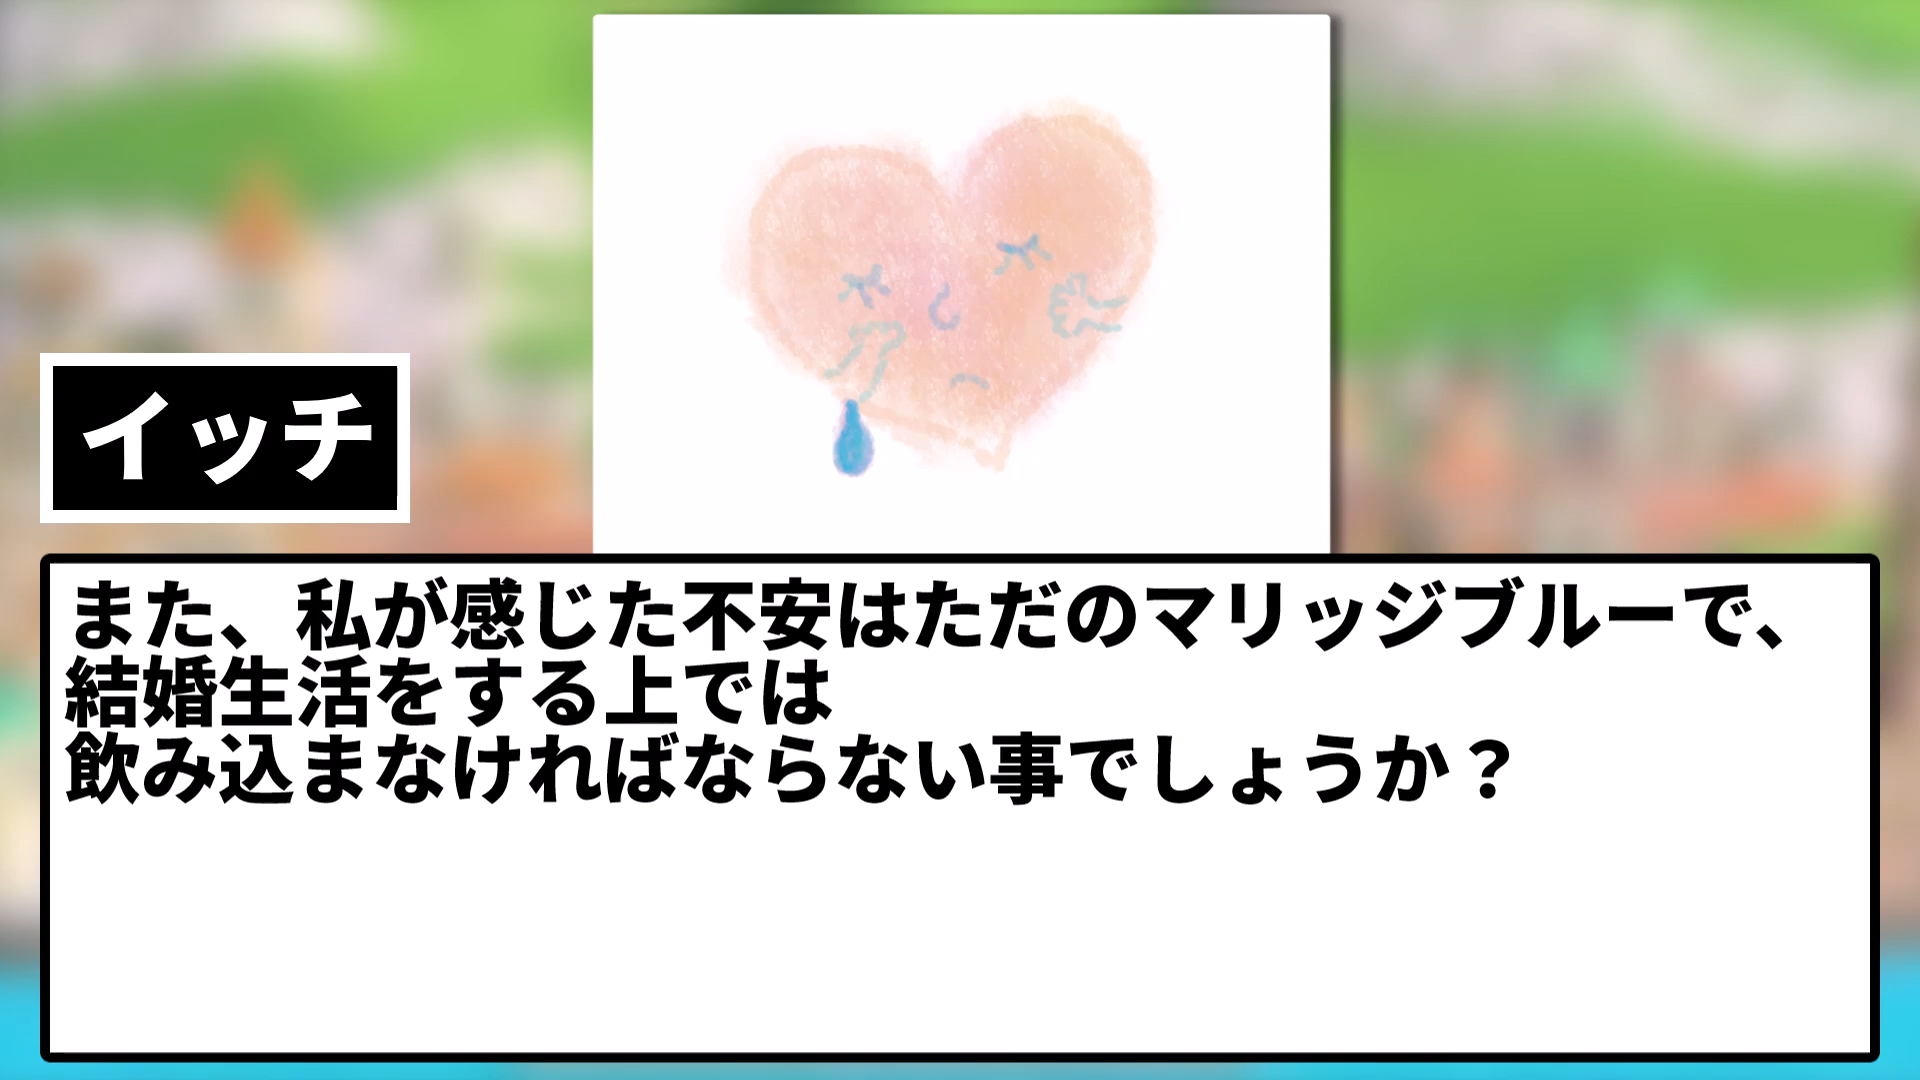 イッチ
また、私が感じた不安はただのマリッジブルーで、
結婚生活をする上では
飲み込まなければならない事でしょうか？